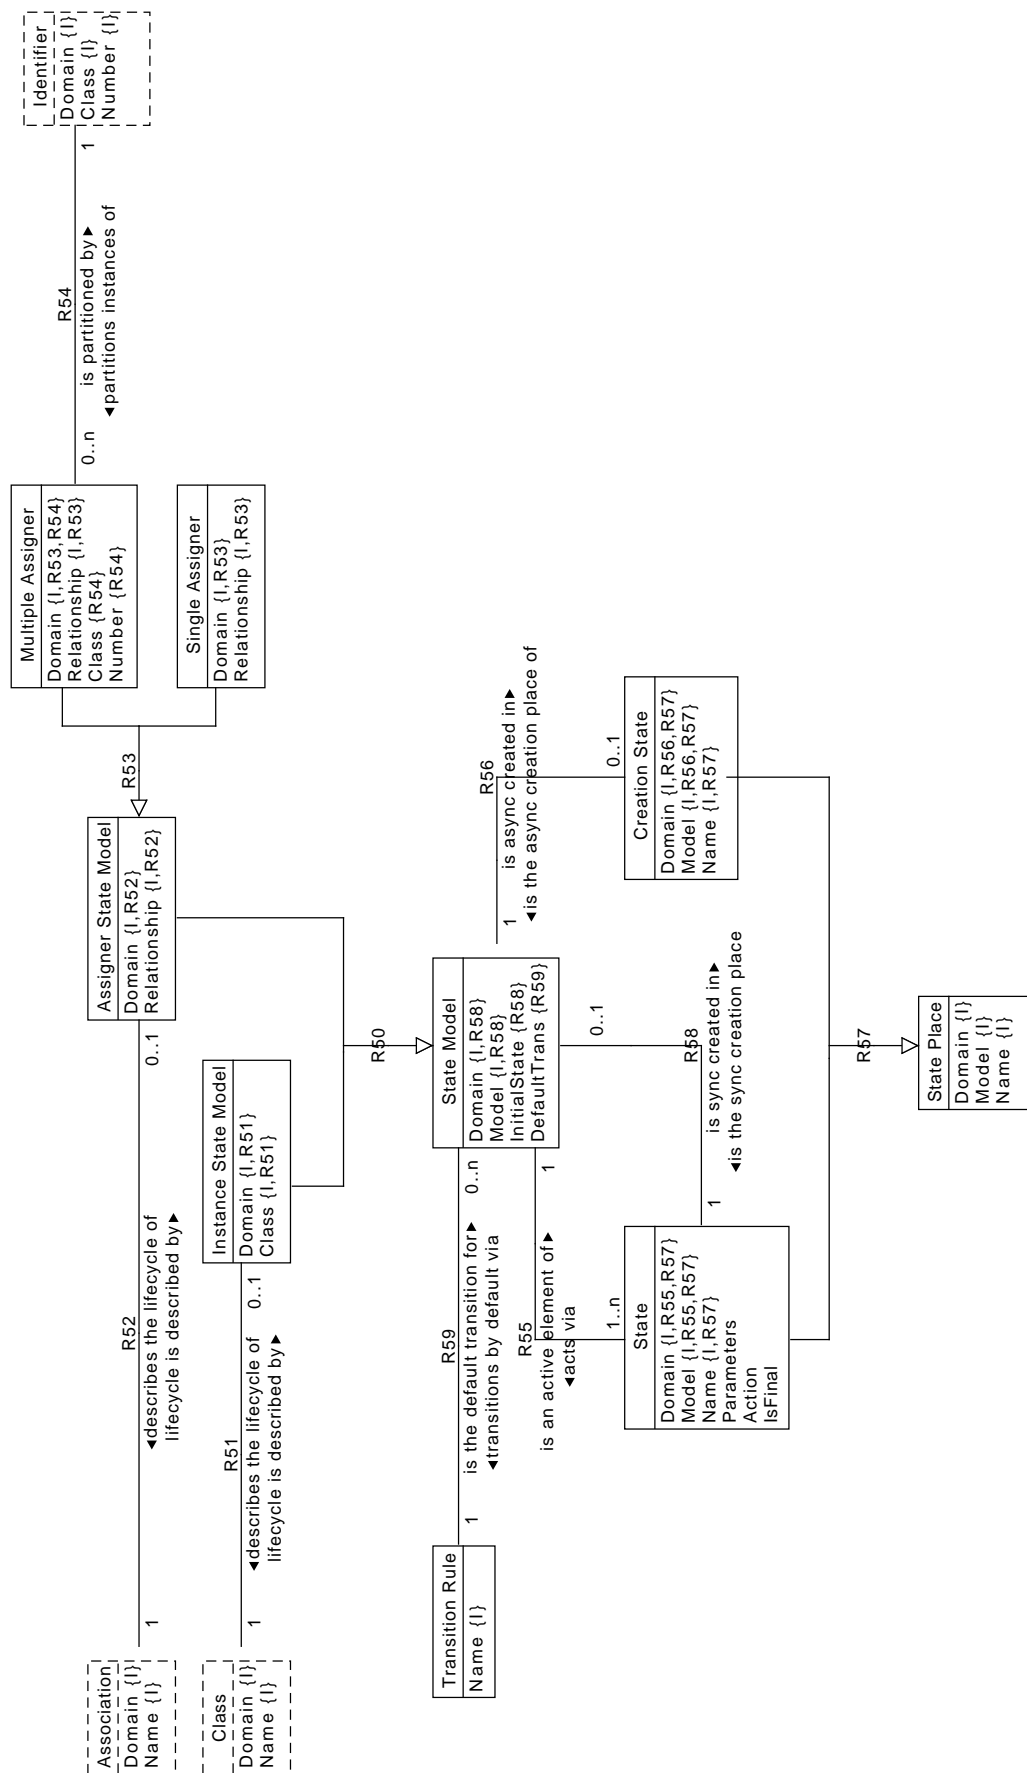 Association
Domain {I}
Name {I}
1
R52
◄describes the lifecycle of
lifecycle is described by►
0..1
Assigner State Model
Domain {I,R52}
Relationship {I,R52}
R53
Multiple Assigner
Domain {I,R53,R54}
Relationship {I,R53}
Class {R54}
Number {R54}
0..n
R54
is partitioned by►
◄partitions instances of
1
Identifier
Domain {I}
Class {I}
Number {I}
Single Assigner
Domain {I,R53}
Relationship {I,R53}
Class
Domain {I}
Name {I}
1
R51
◄describes the lifecycle of
lifecycle is described by►
0..1
Instance State Model
Domain {I,R51}
Class {I,R51}
R50
Transition Rule
Name {I}
1
R59
is the default transition for►
◄transitions by default via
0..n
State Model
Domain {I,R58}
Model {I,R58}
InitialState {R58}
DefaultTrans {R59}
1
R56
is async created in►
◄is the async creation place of
0..1
1
R55
is an active element of►
◄acts via
1..n
0..1
R58
is sync created in►
◄is the sync creation place
1
State
Domain {I,R55,R57}
Model {I,R55,R57}
Name {I,R57}
Parameters
Action
IsFinal
Creation State
Domain {I,R56,R57}
Model {I,R56,R57}
Name {I,R57}
R57
State Place
Domain {I}
Model {I}
Name {I}